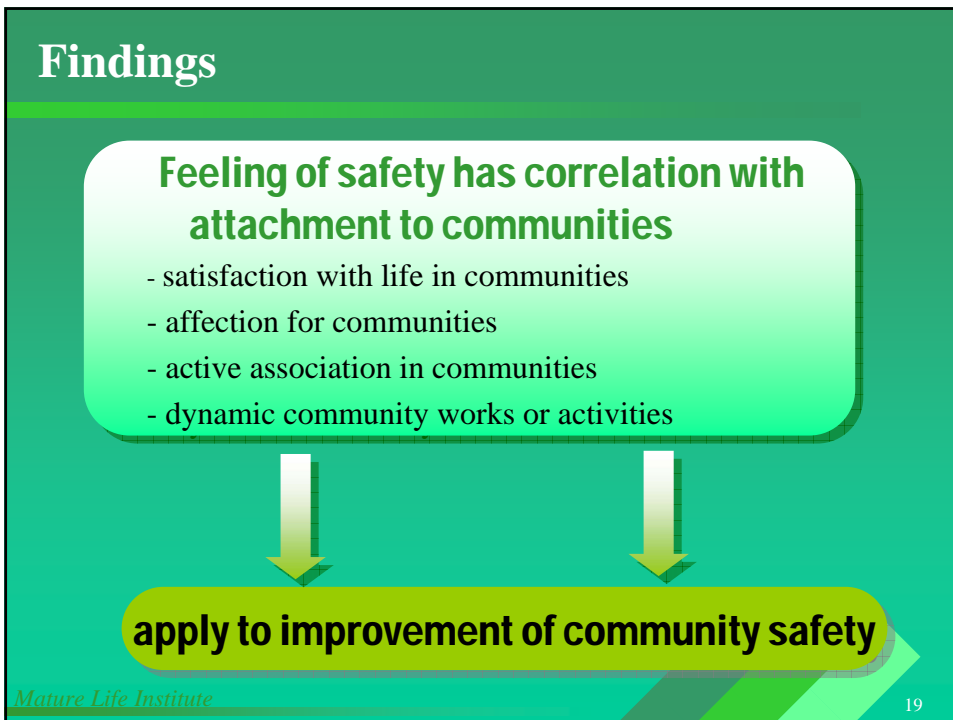 Findings
Feeling of safety has correlation with
attachment to communities
- satisfaction with life in communities
- affection for communities
- active association in communities
- dynamic community works or activities
apply to improvement of community safety
Mature Life Institute
19